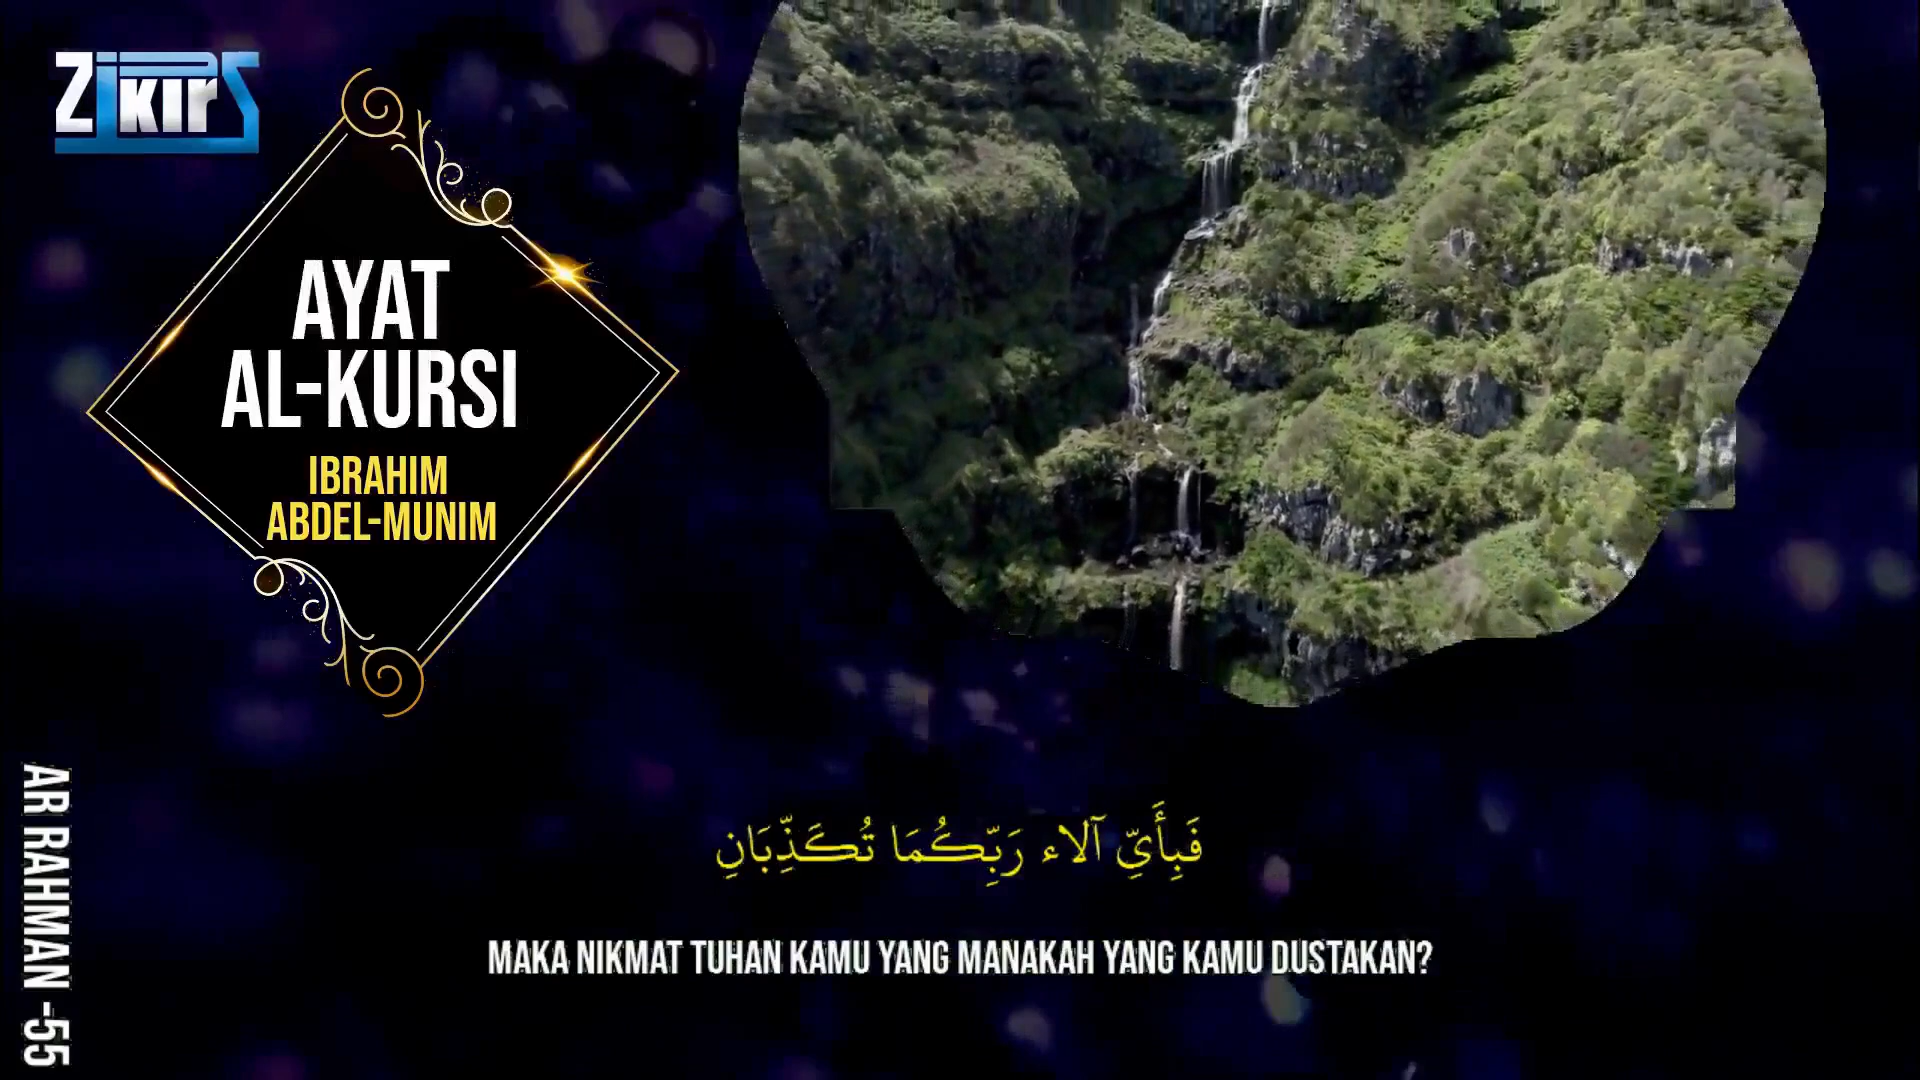 ZikirS
AYAT
AL-KURSI
IBRAHIM
ABDEL-MUNIM
فَبِأَيِّ آلاء رَبِّكُمَا تُكَذِّبَانِ
MAKA NIKMAT TUHAN KAMU YANG MANAKAH YANG KAMU DUSTAKAN?
AR RAHMAN -55